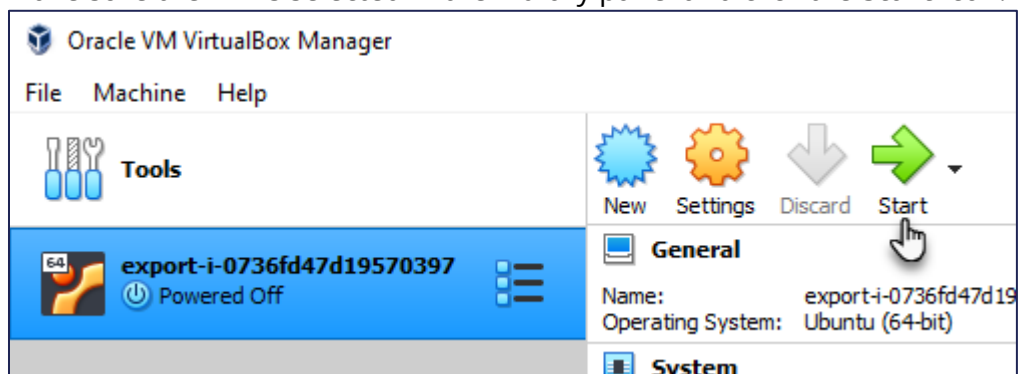 Oracle VM VirtualBox Manager
File Machine Help
Tools
New Settings Discard Start
64
export-i-0736fd47d19570397
Powered Off
General
Name: export-i-0736fd47d19
Operating System: Ubuntu (64-bit)
System